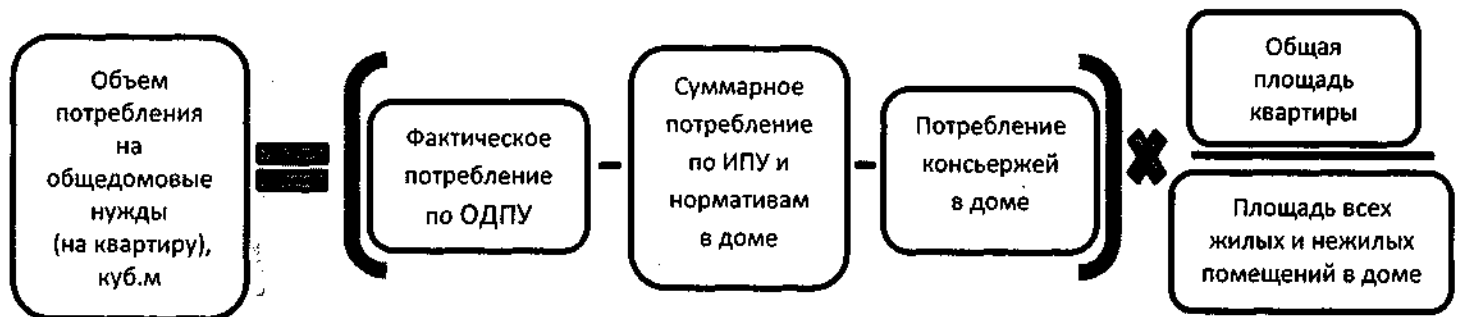 Объем
потребления
на
общедомовые
нужды
(на квартиру),
куб.м
=
(
Фактическое
потребление
по ОДПУ
-
Суммарное
потребление
по ИПУ и
нормативам
в доме
-
Потребление
консьержей
в доме
)
×
Общая
площадь
квартиры
Площадь всех
жилых и нежилых
помещений в доме